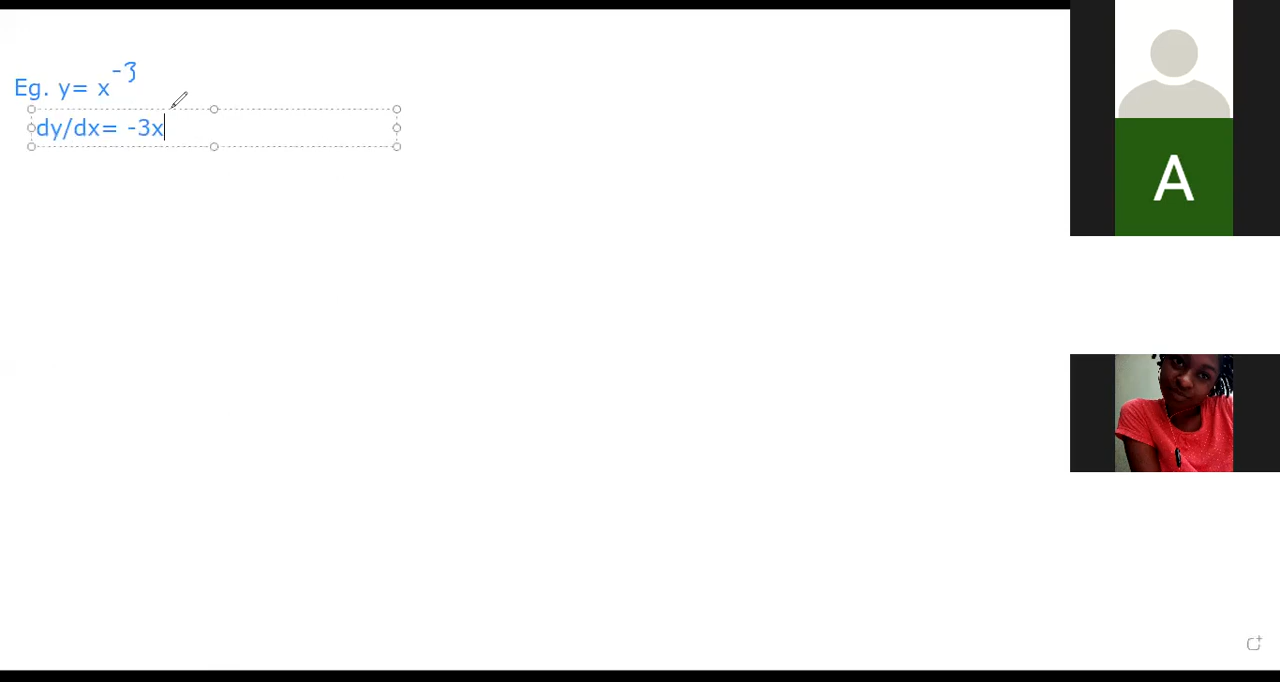 Eg. y= x^-3
dy/dx= -3x
A